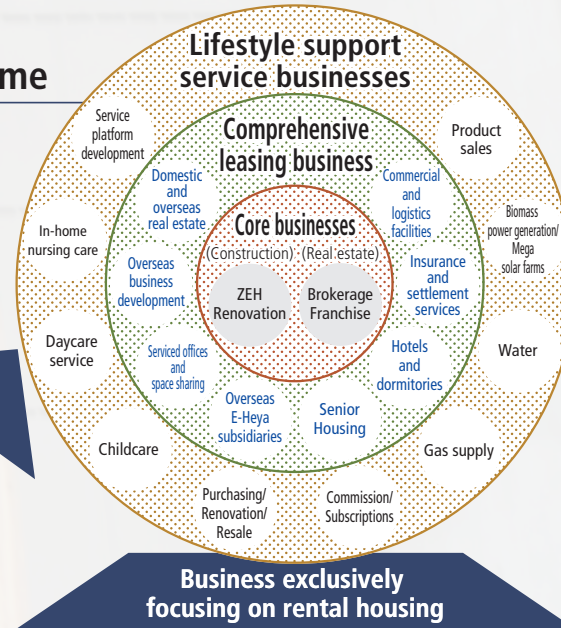 me
Lifestyle support
service businesses
Service
platform
development
Product
sales
Comprehensive
leasing business
Domestic
and
overseas
real estate
Commercial
and
logistics
facilities
In-home
nursing care
Biomass
power generation/
Mega
solar farms
Core businesses
(Construction) (Real estate)
Overseas
business
development
ZEH
Renovation
Brokerage
Franchise
Insurance
and
settlement
services
Daycare
service
Serviced offices
and
space sharing
Hotels
and
dormitories
Water
Overseas
E-Heya
subsidiaries
Senior
Housing
Childcare
Gas supply
Purchasing/
Renovation/
Resale
Commission/
Subscriptions
Business exclusively
focusing on rental housing